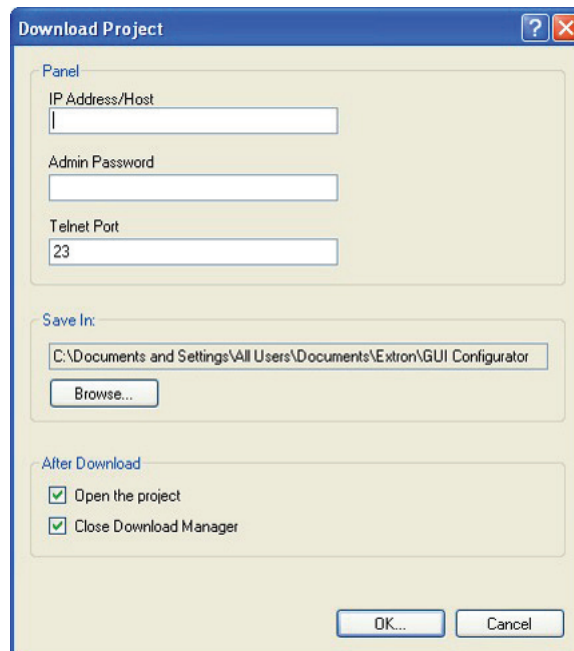 Download Project
Panel
IP Address/Host
Admin Password
Telnet Port
23
Save In:
C:\Documents and Settings\All Users\Documents\Extron\GUI Configurator
Browse...
After Download
Open the project
Close Download Manager
OK... Cancel